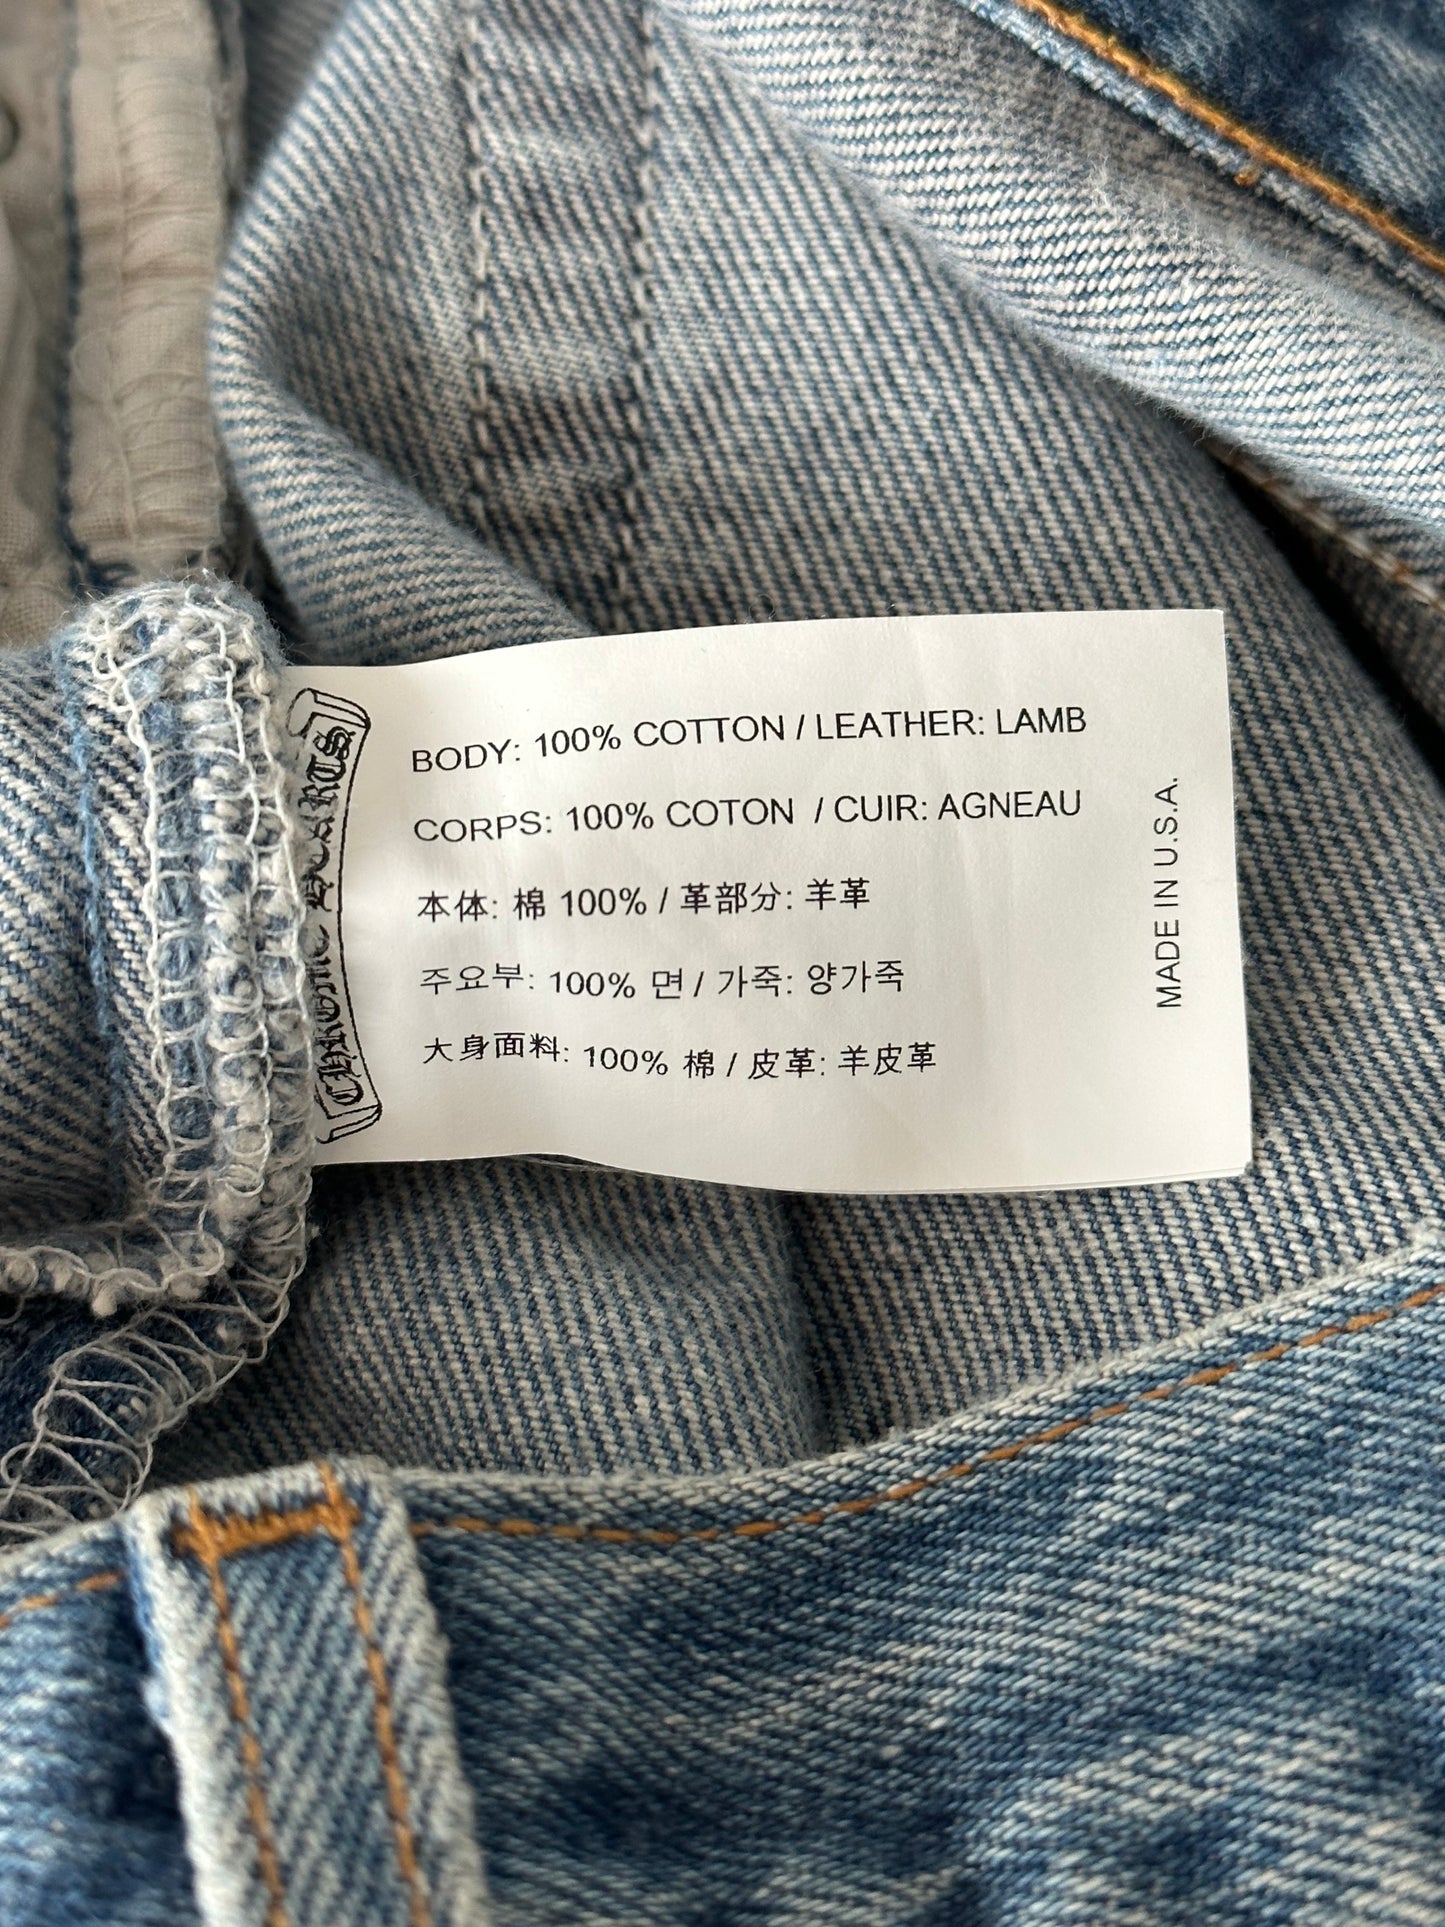 CHROME HEARTS
BODY: 100% COTTON / LEATHER: LAMB
CORPS: 100% COTON / CUIR: AGNEAU
本体: 棉 100% / 革部分: 羊革
주요부: 100% 면 / 가죽: 양가죽
大身面料: 100% 棉 / 皮革: 羊皮革
MADE IN U.S.A.